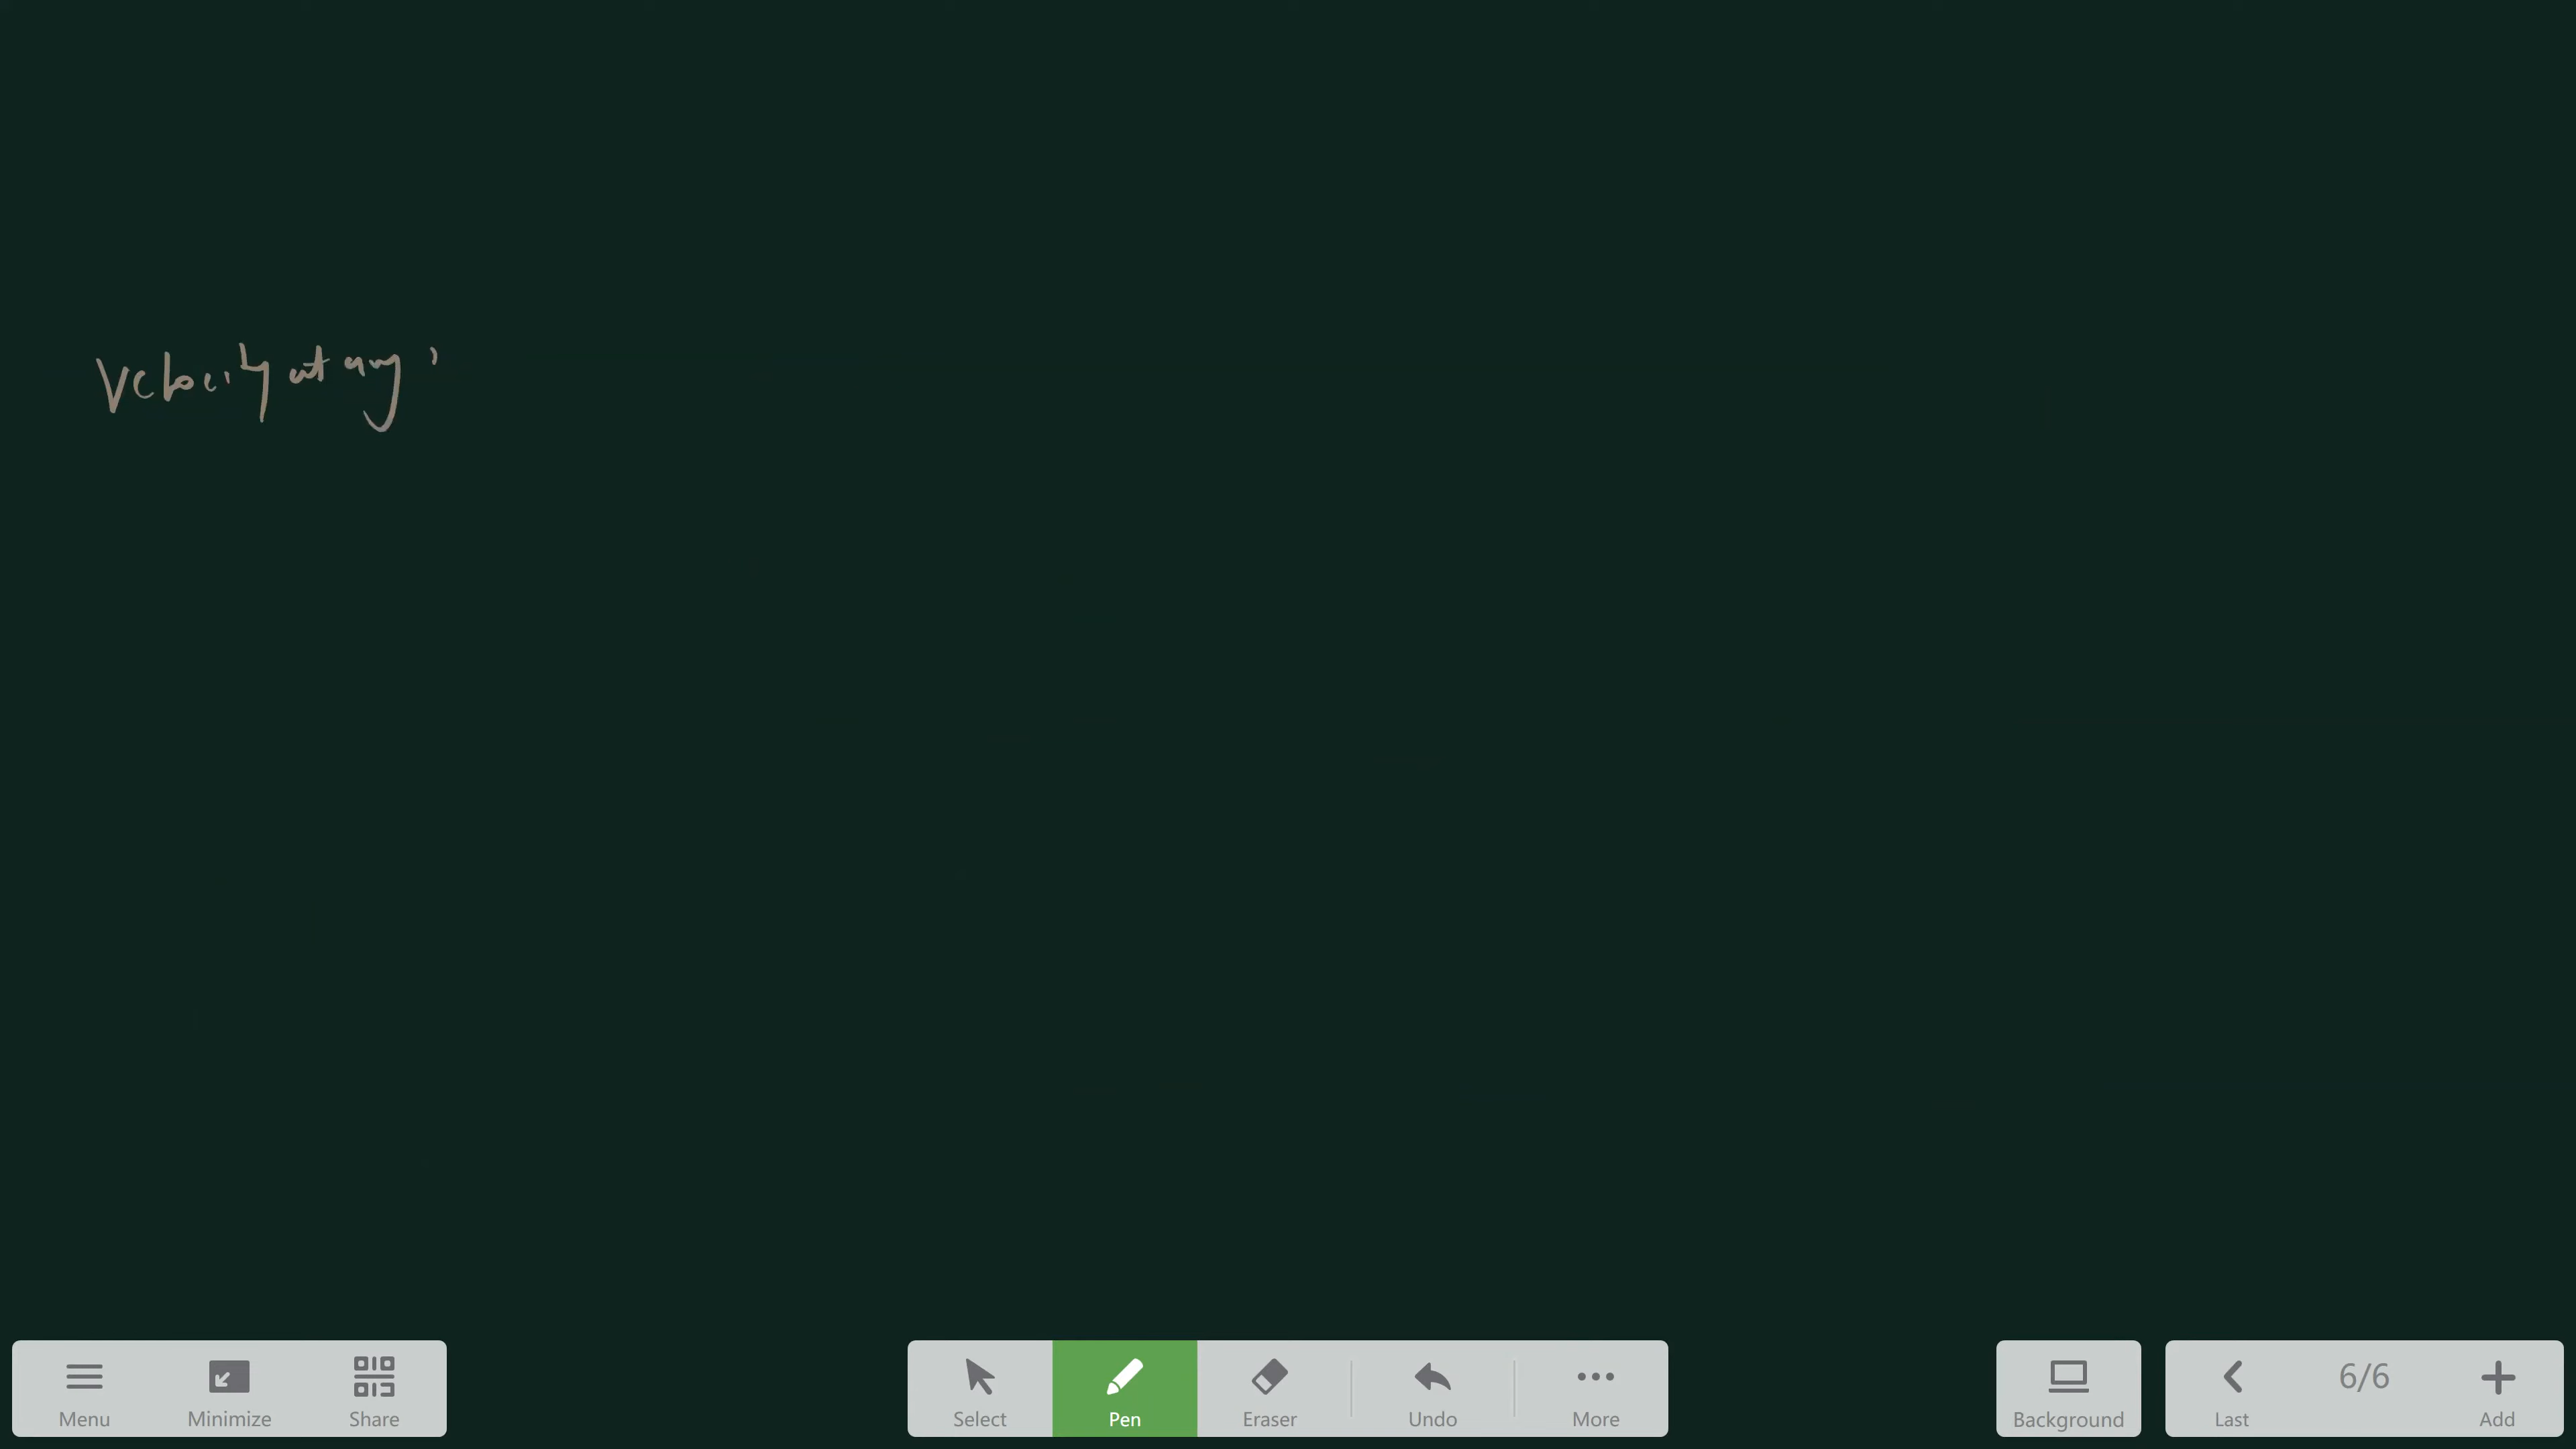 Velocity at any
Menu
Minimize
Share
Select
Pen
Eraser
Undo
More
Background
Last
6/6
Add